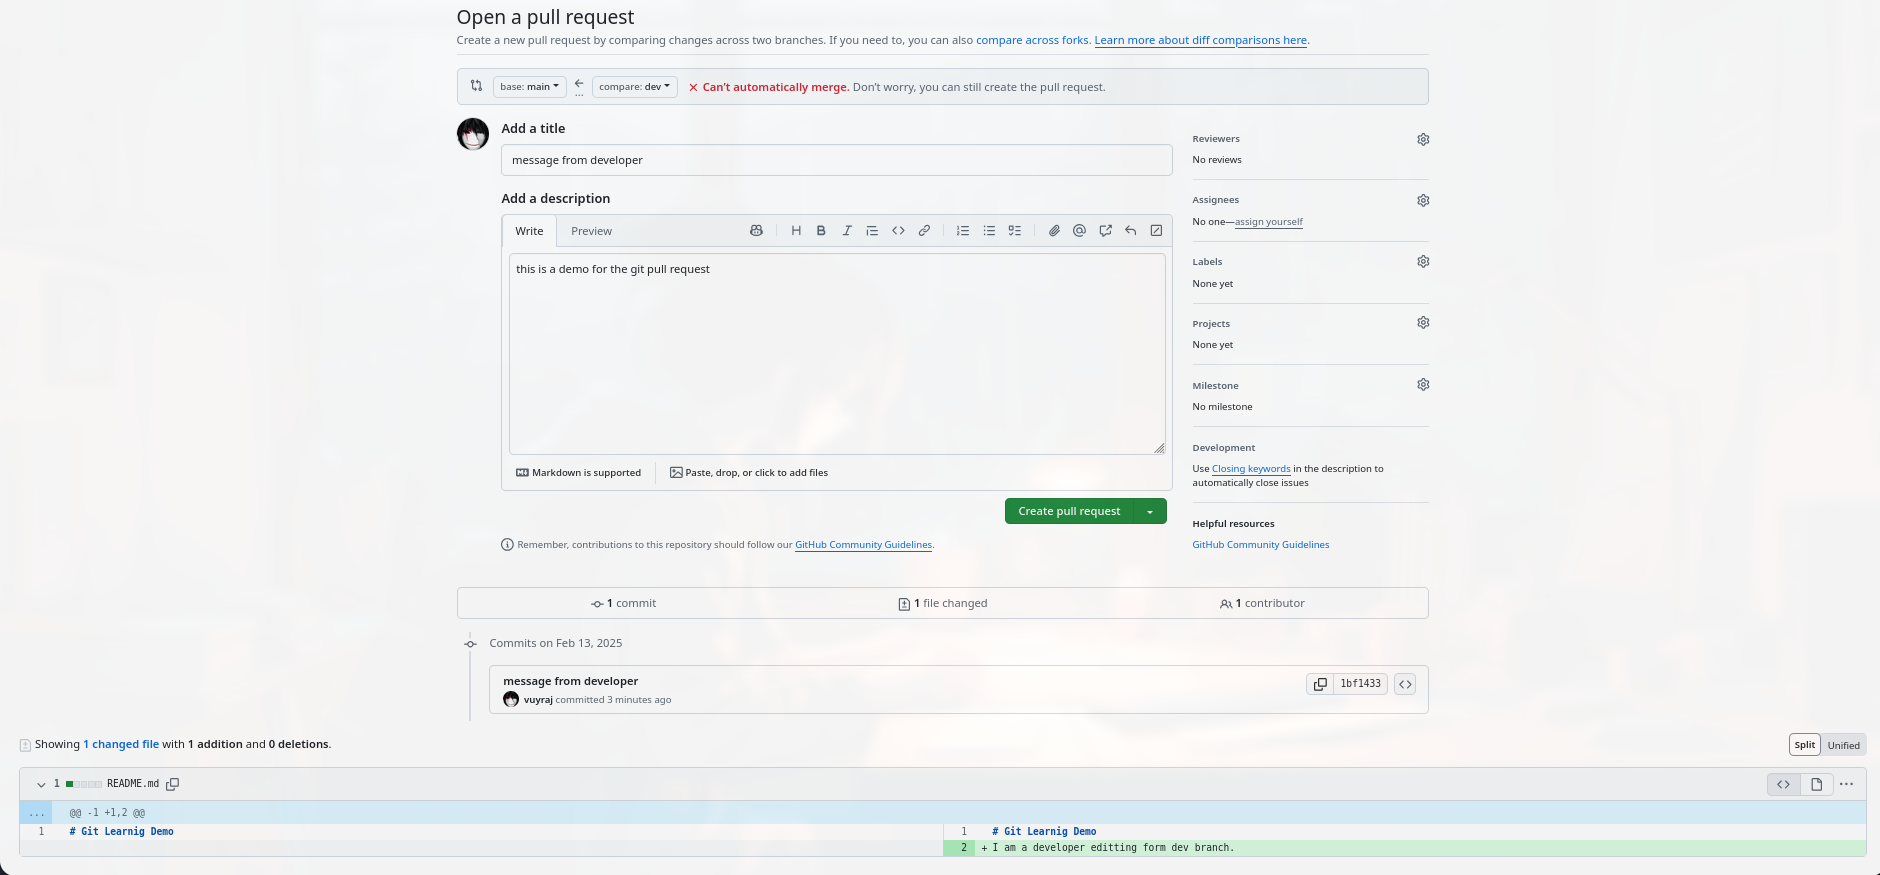 Open a pull request
Create a new pull request by comparing changes across two branches. If you need to, you can also compare across forks. Learn more about diff comparisons here.
base: main
compare: dev
Can't automatically merge. Don't worry, you can still create the pull request.
Add a title
message from developer
Add a description
Write
Preview
this is a demo for the git pull request
Markdown is supported
Paste, drop, or click to add files
Create pull request
Remember, contributions to this repository should follow our GitHub Community Guidelines.
Reviewers
No reviews
Assignees
No one—assign yourself
Labels
None yet
Projects
None yet
Milestone
No milestone
Development
Use Closing keywords in the description to
automatically close issues
Helpful resources
GitHub Community Guidelines
1 commit
1 file changed
1 contributor
Commits on Feb 13, 2025
message from developer
vuyraj committed 3 minutes ago
1bf1433
Showing 1 changed file with 1 addition and 0 deletions.
Split
Unified
1 README.md
... @@ -1 +1,2 @@
1 # Git Learnig Demo
1 # Git Learnig Demo
2 + I am a developer editting form dev branch.